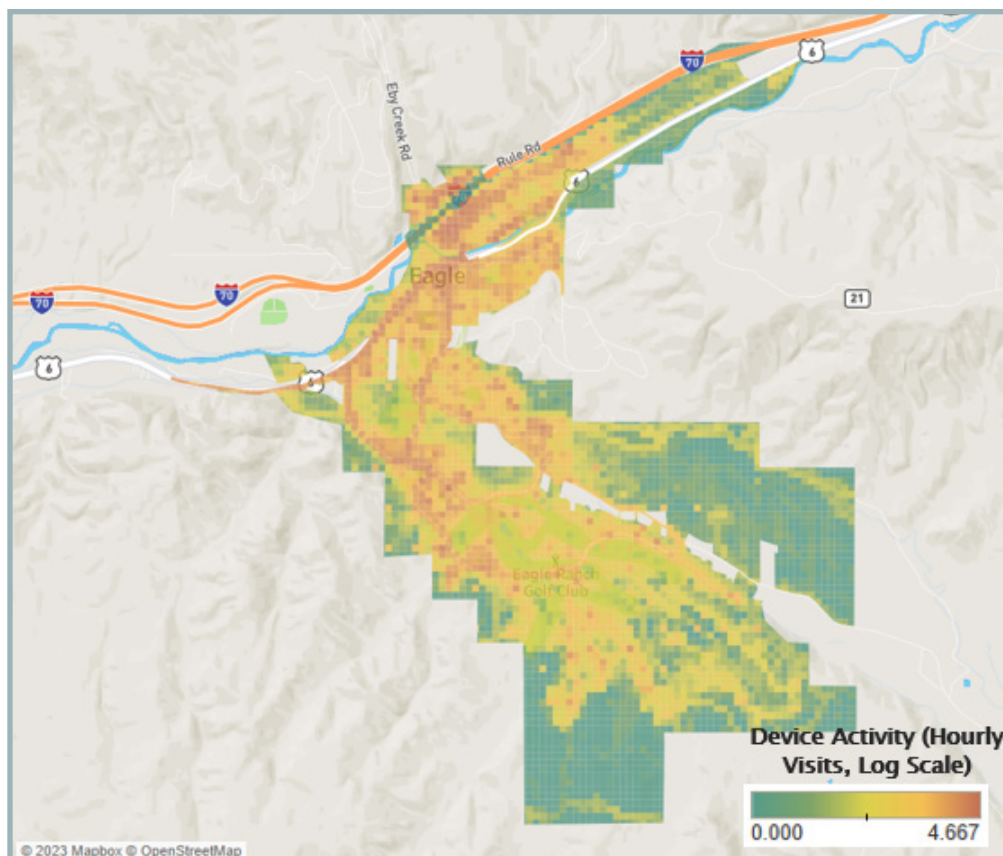 70
6
Eby Creek Rd
Rule Rd
6
Eagle
70
70
21
6
6
Eagle Ranch
Golf Club
Device Activity (Hourly
Visits, Log Scale)
0.000 4.667
© 2023 Mapbox © OpenStreetMap